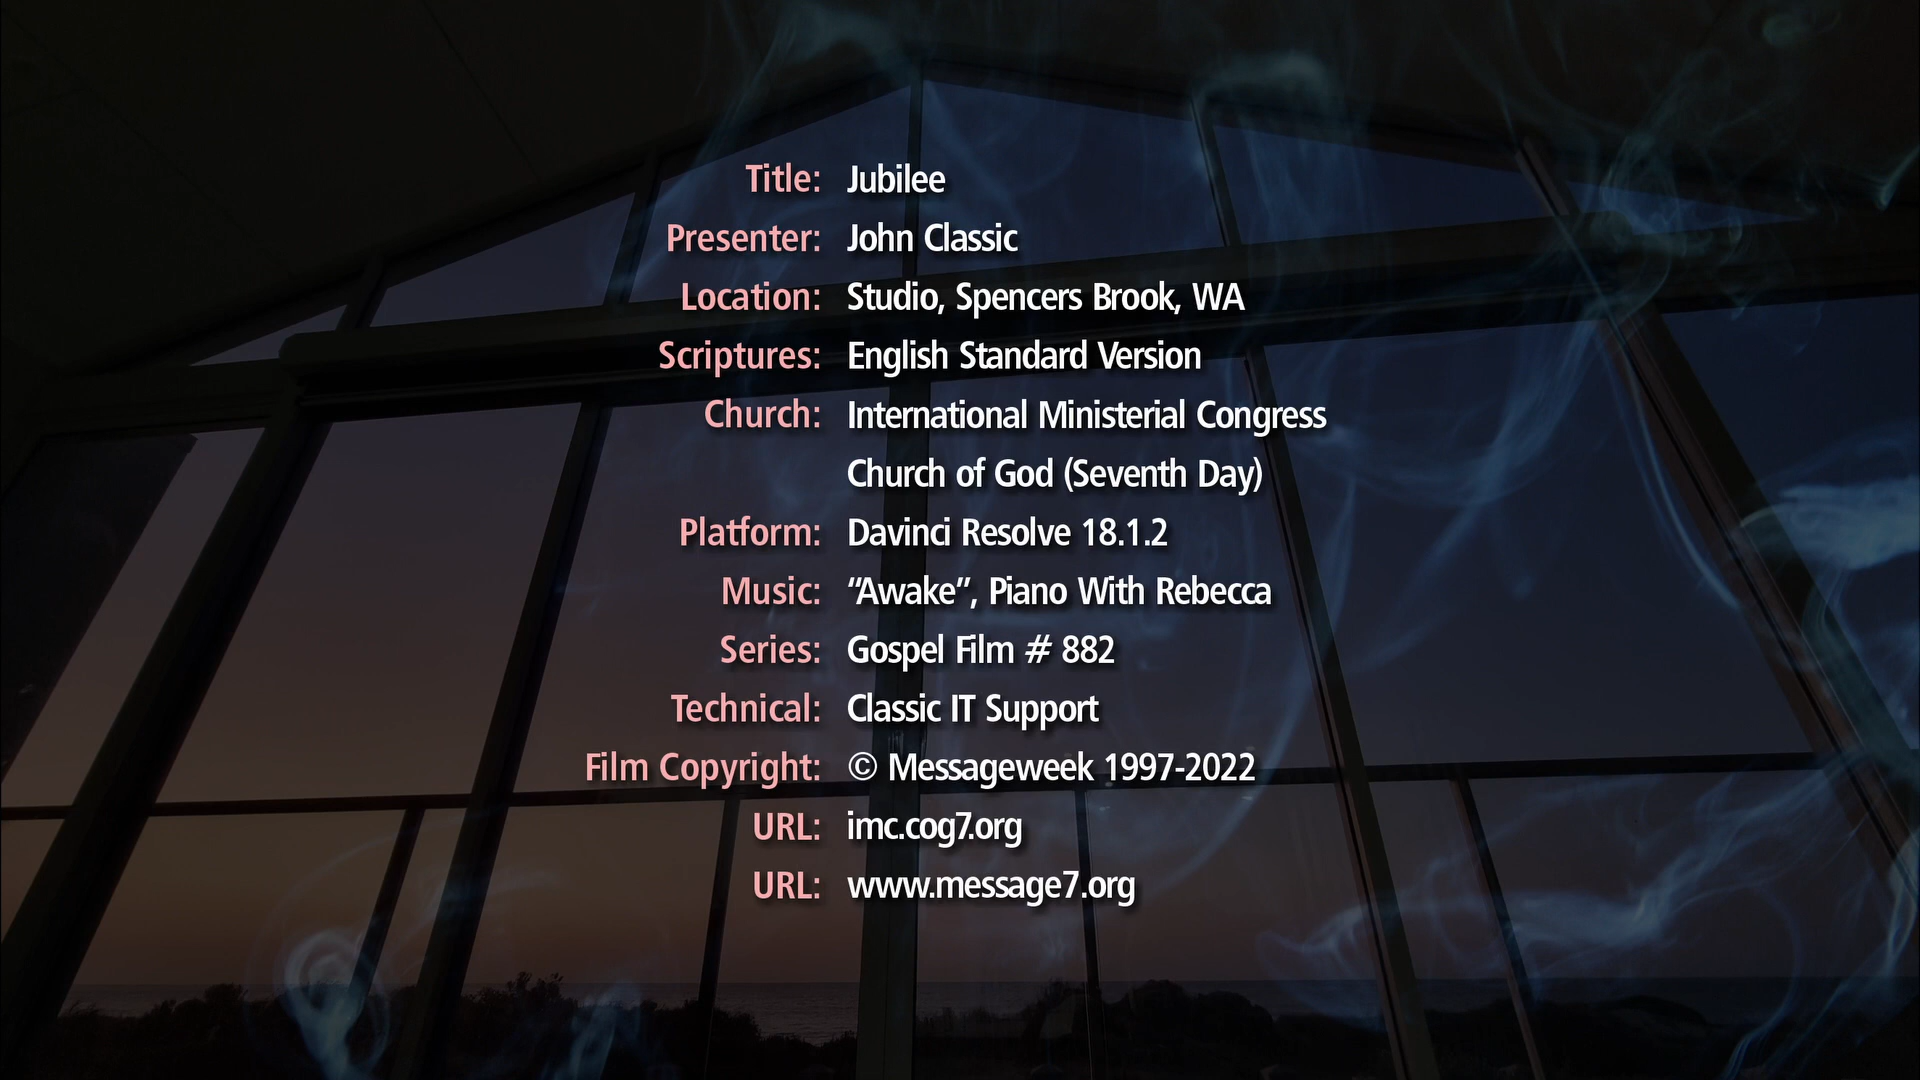 Title: Jubilee
Presenter: John Classic
Location: Studio, Spencers Brook, WA
Scriptures: English Standard Version
Church: International Ministerial Congress
Church of God (Seventh Day)
Platform: Davinci Resolve 18.1.2
Music: “Awake”, Piano With Rebecca
Series: Gospel Film # 882
Technical: Classic IT Support
Film Copyright: © Messageweek 1997-2022
URL: imc.cog7.org
URL: www.message7.org